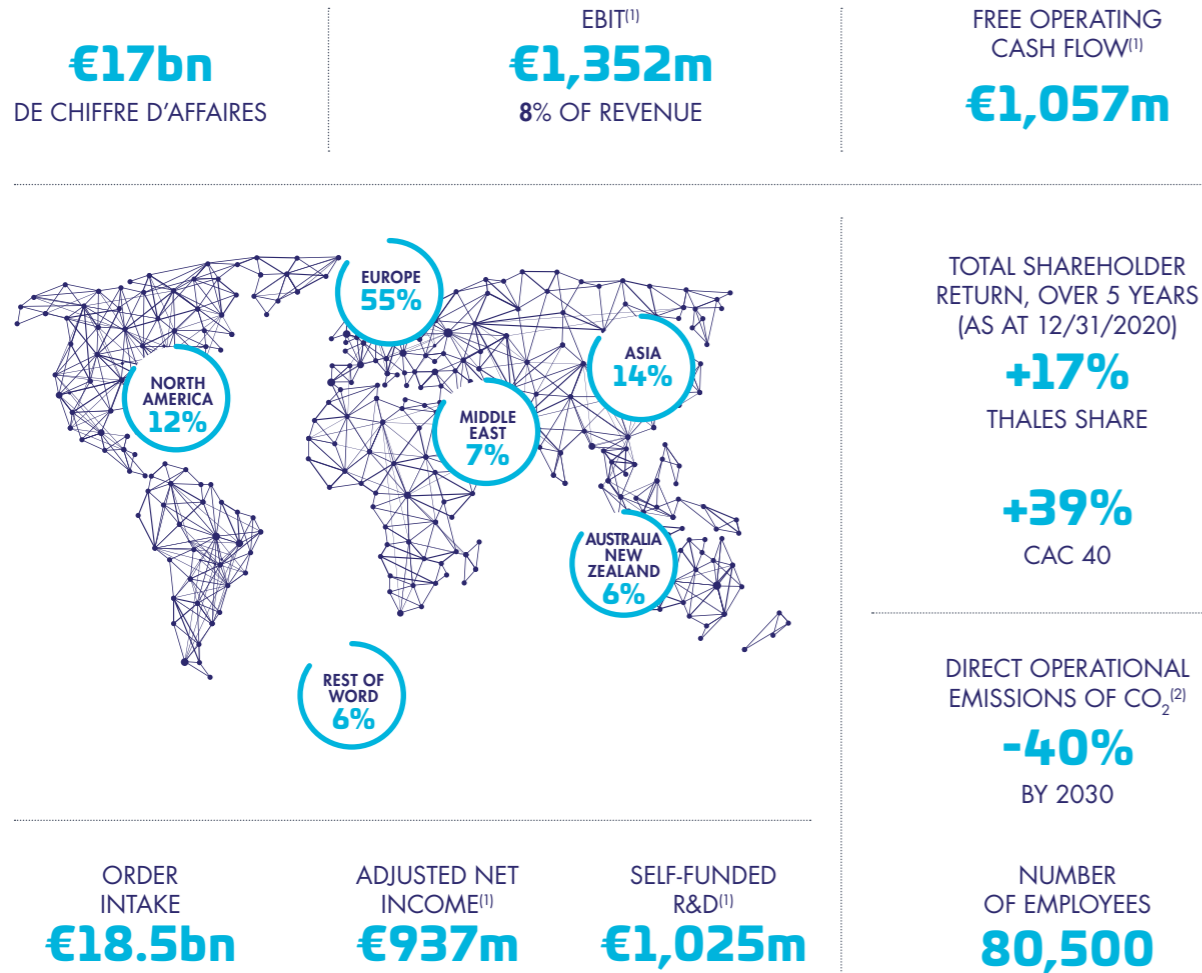 €17bn
DE CHIFFRE D'AFFAIRES
EBIT(1)
€1,352m
8% OF REVENUE
FREE OPERATING
CASH FLOW(1)
€1,057m
EUROPE
55%
NORTH
AMERICA
12%
ASIA
14%
MIDDLE
EAST
7%
AUSTRALIA
NEW
ZEALAND
6%
REST OF
WORD
6%
TOTAL SHAREHOLDER
RETURN, OVER 5 YEARS
(AS AT 12/31/2020)
+17%
THALES SHARE
+39%
CAC 40
DIRECT OPERATIONAL
EMISSIONS OF CO2(2)
-40%
BY 2030
ORDER
INTAKE
€18.5bn
ADJUSTED NET
INCOME(1)
€937m
SELF-FUNDED
R&D(1)
€1,025m
NUMBER
OF EMPLOYEES
80,500